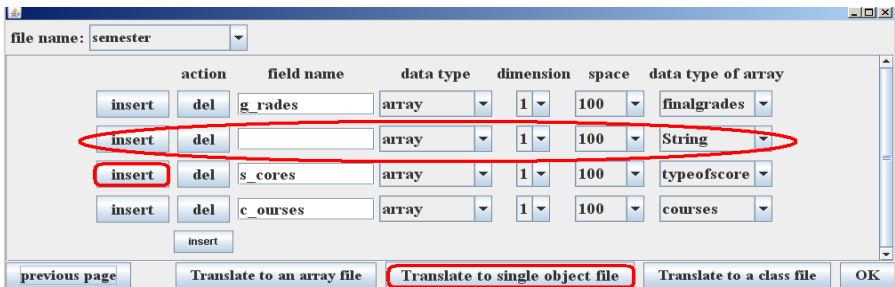 file name: semester
action field name data type dimension space data type of array
insert del g_rades array 1 100 finalgrades
insert del array 1 100 String
insert del s_cores array 1 100 typeofscore
insert del c_ourses array 1 100 courses
insert
previous page Translate to an array file Translate to single object file Translate to a class file OK